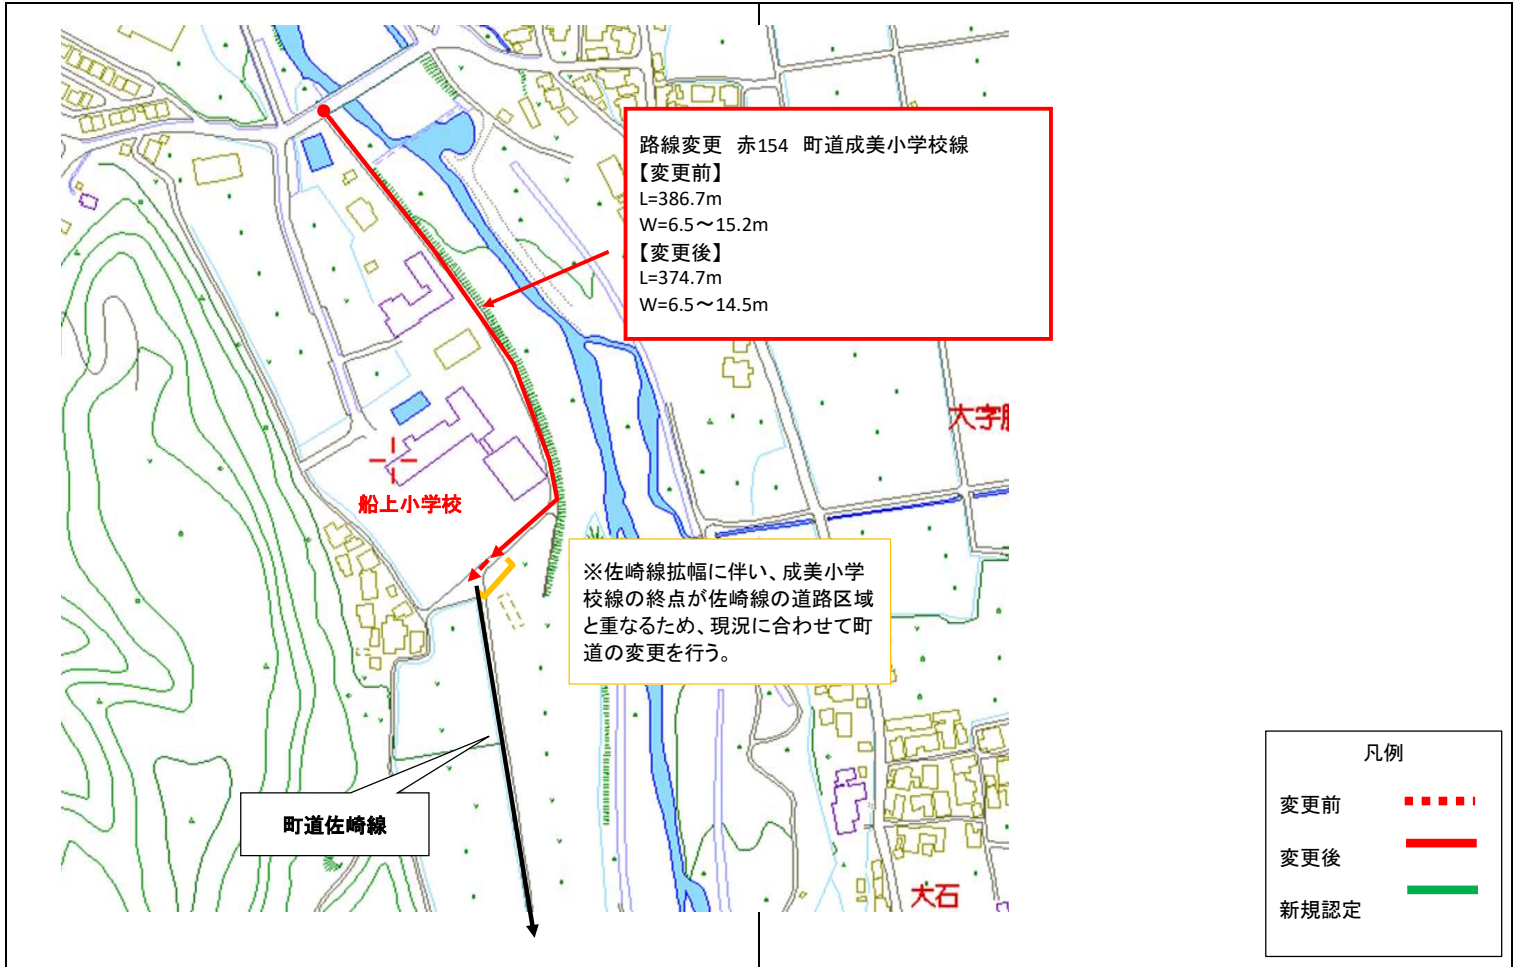 路線変更 赤154 町道成美小学校線
【変更前】
L=386.7m
W=6.5～15.2m
【変更後】
L=374.7m
W=6.5～14.5m
大字
船上小学校
※佐崎線拡幅に伴い、成美小学
校線の終点が佐崎線の道路区域
と重なるため、現況に合わせて町
道の変更を行う。
町道佐崎線
大石
凡例
変更前
変更後
新規認定